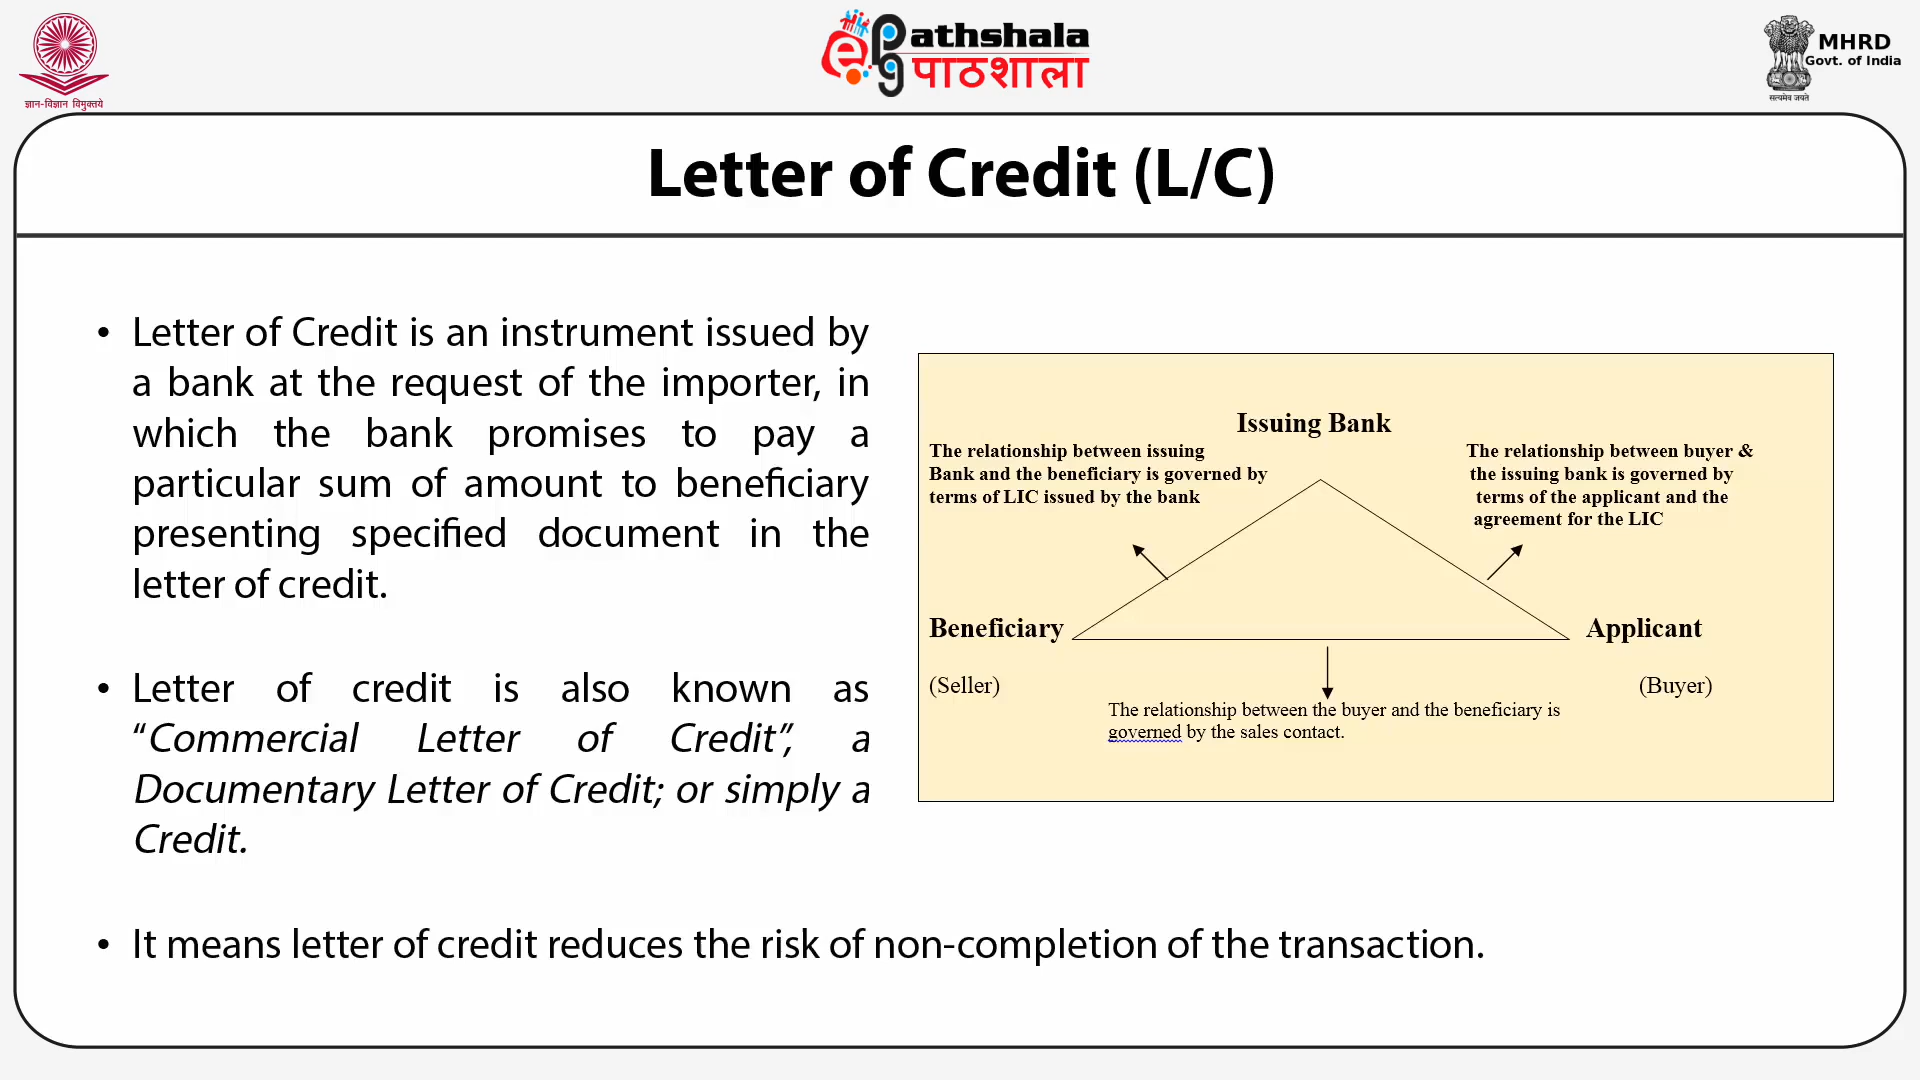 ज्ञान-विज्ञान विमुक्तये
ePathshala
पाठशाला
MHRD
Govt. of India
सत्यमेव जयते
Letter of Credit (L/C)
• Letter of Credit is an instrument issued by
a bank at the request of the importer, in
which the bank promises to pay a
particular sum of amount to beneficiary
presenting specified document in the
letter of credit.
• Letter of credit is also known as
“Commercial Letter of Credit”, a
Documentary Letter of Credit; or simply a
Credit.
• It means letter of credit reduces the risk of non-completion of the transaction.
Issuing Bank
The relationship between issuing
Bank and the beneficiary is governed by
terms of LIC issued by the bank
The relationship between buyer &
the issuing bank is governed by
terms of the applicant and the
agreement for the LIC
Beneficiary
Applicant
(Seller)
(Buyer)
The relationship between the buyer and the beneficiary is
governed by the sales contact.